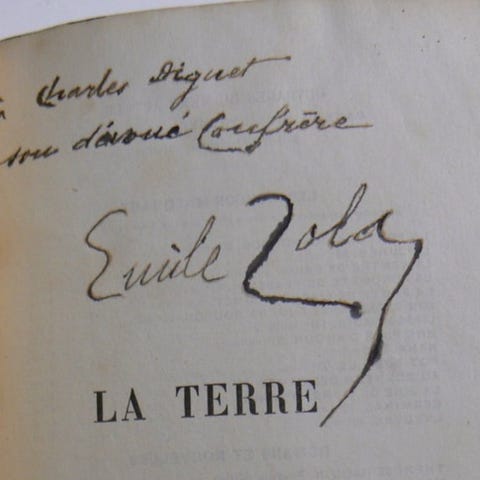 à Charles Diguet
son dévoué Confrère
Emile Zola
LA TERRE